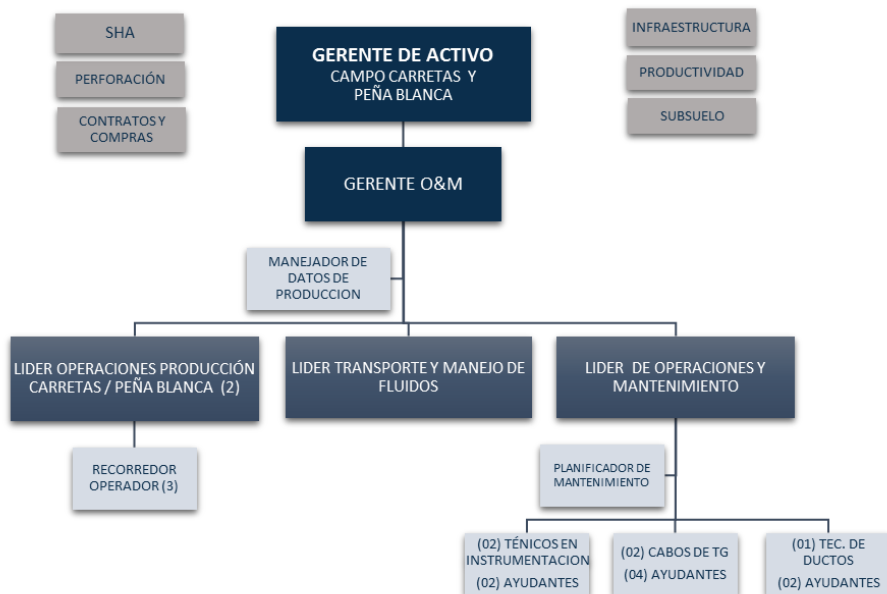 SHA
PERFORACIÓN
CONTRATOS Y
COMPRAS
GERENTE DE ACTIVO
CAMPO CARRETAS Y
PEÑA BLANCA
INFRAESTRUCTURA
PRODUCTIVIDAD
SUBSUELO
GERENTE O&M
MANEJADOR DE
DATOS DE
PRODUCCION
LIDER OPERACIONES PRODUCCIÓN
CARRETAS / PEÑA BLANCA (2)
LIDER TRANSPORTE Y MANEJO DE
FLUIDOS
LIDER DE OPERACIONES Y
MANTENIMIENTO
RECORREDOR
OPERADOR (3)
PLANIFICADOR DE
MANTENIMIENTO
(02) TÉNICOS EN
INSTRUMENTACION
(02) AYUDANTES
(02) CABOS DE TG
(04) AYUDANTES
(01) TEC. DE
DUCTOS
(02) AYUDANTES